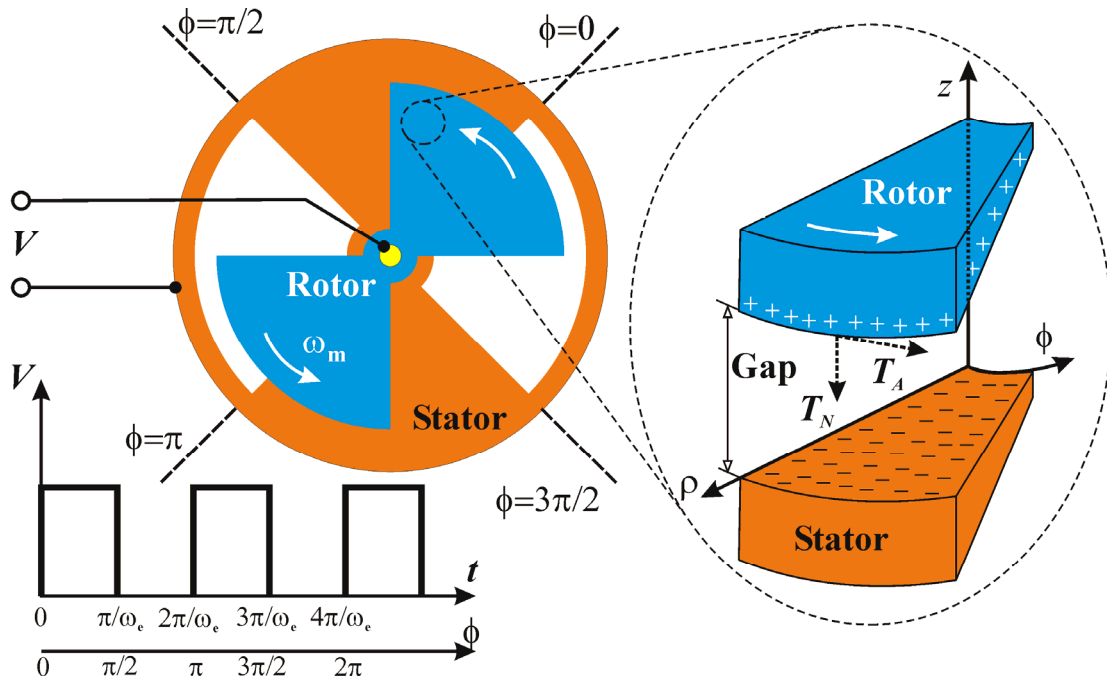 ϕ=π/2
ϕ=0
z
Rotor
V
Rotor
ω_m
Gap
T_A
ϕ
T_N
V
Stator
ϕ=π
ϕ=3π/2
ρ
Stator
t
0 π/ω_e 2π/ω_e 3π/ω_e 4π/ω_e
ϕ
0 π/2 π 3π/2 2π
+ + + + + + + + +
+ + + + + + +